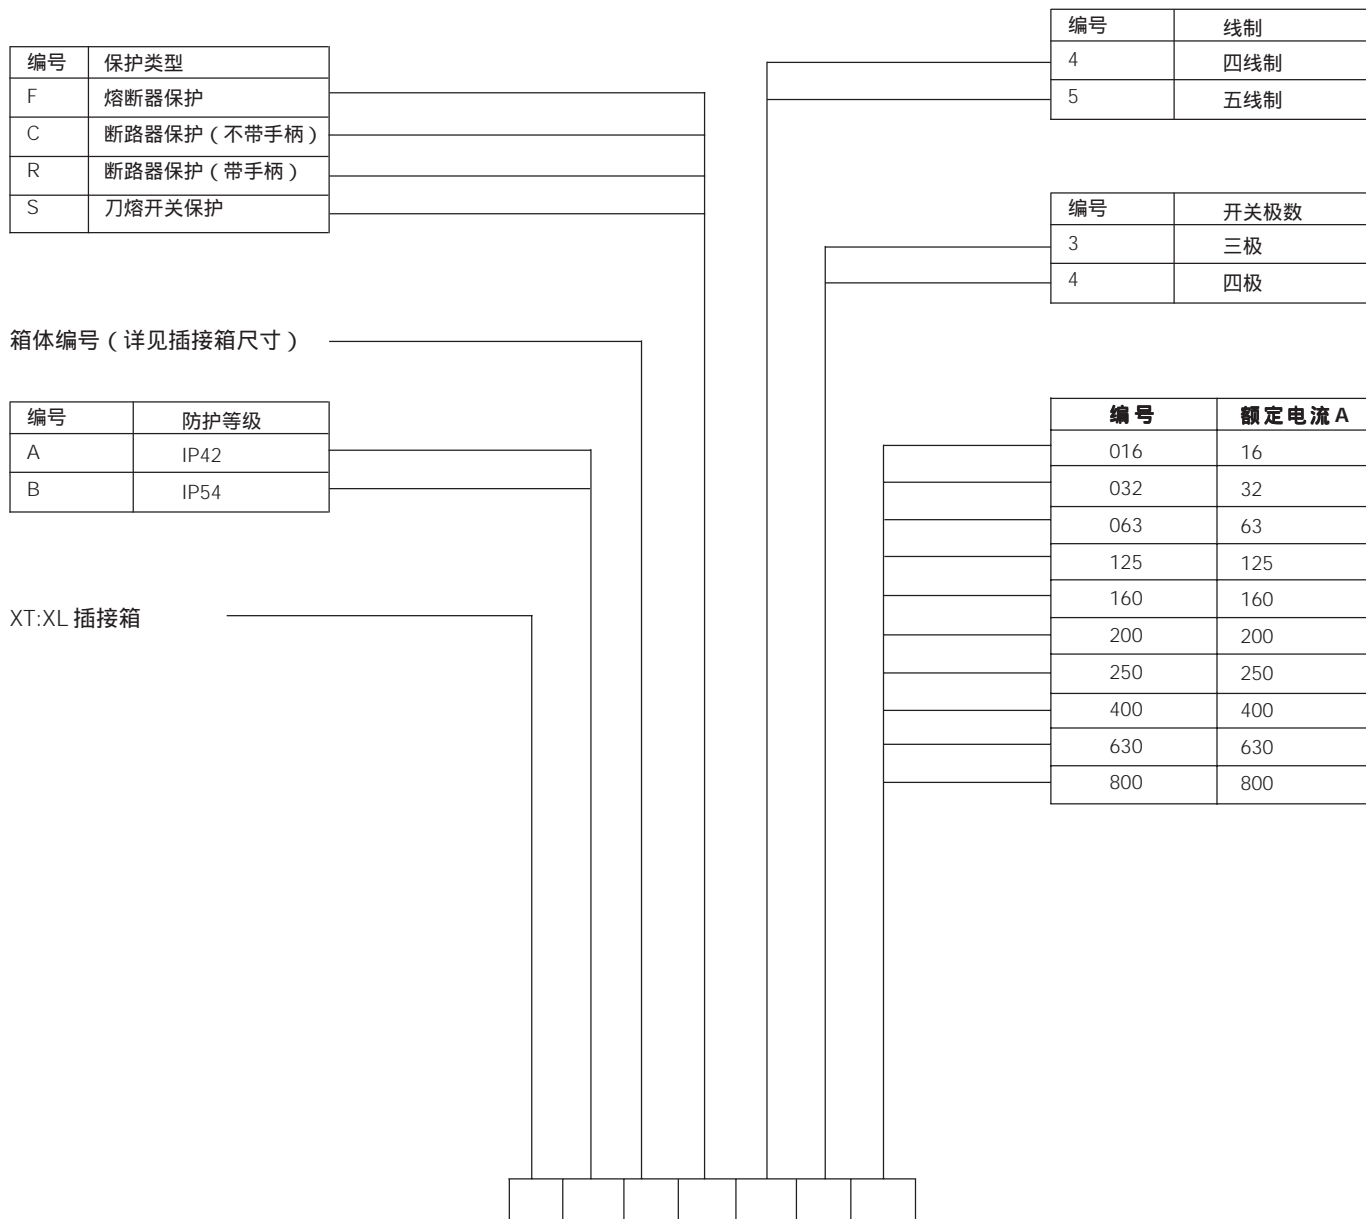 编号 保护类型
F 熔断器保护
C 断路器保护（不带手柄）
R 断路器保护（带手柄）
S 刀熔开关保护
箱体编号（详见插接箱尺寸）
编号 防护等级
A IP42
B IP54
XT:XL 插接箱
编号 线制
4 四线制
5 五线制
编号 开关极数
3 三极
4 四极
编号 额定电流A
016 16
032 32
063 63
125 125
160 160
200 200
250 250
400 400
630 630
800 800